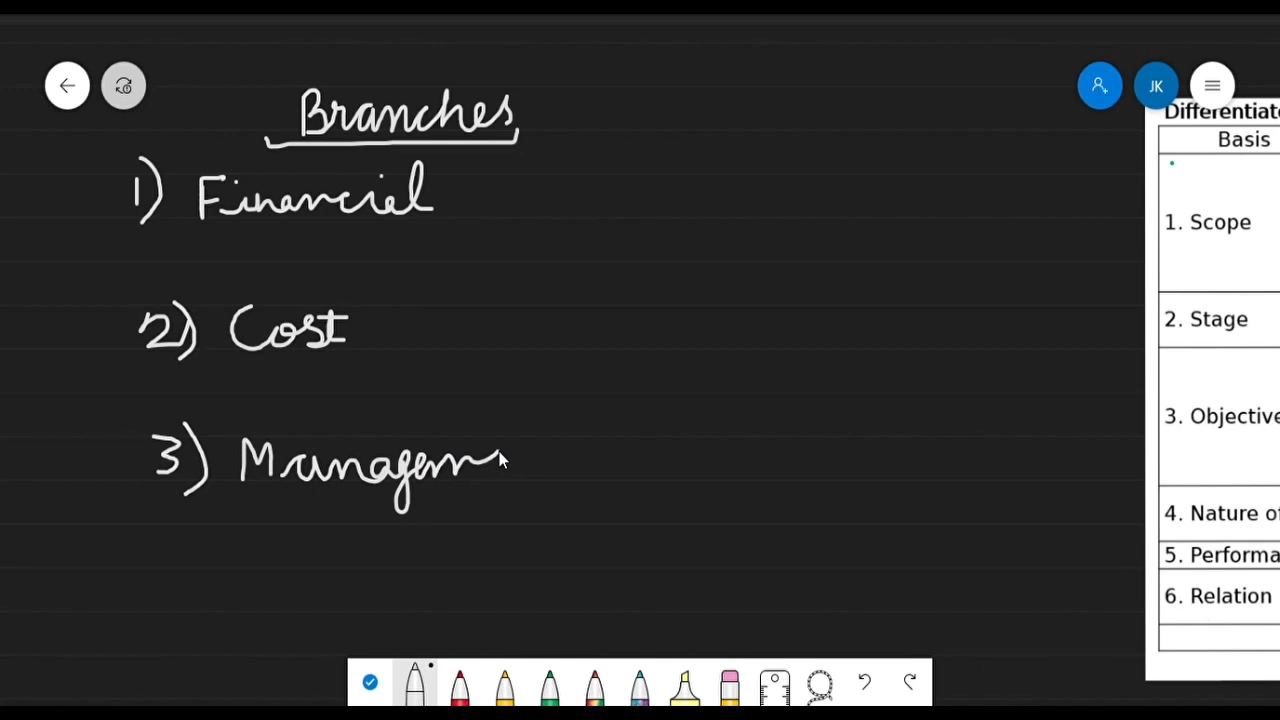 Branches
1) Financial
2) Cost
3) Managem
JK
Differentiate
Basis
1. Scope
2. Stage
3. Objective
4. Nature of
5. Performa
6. Relation